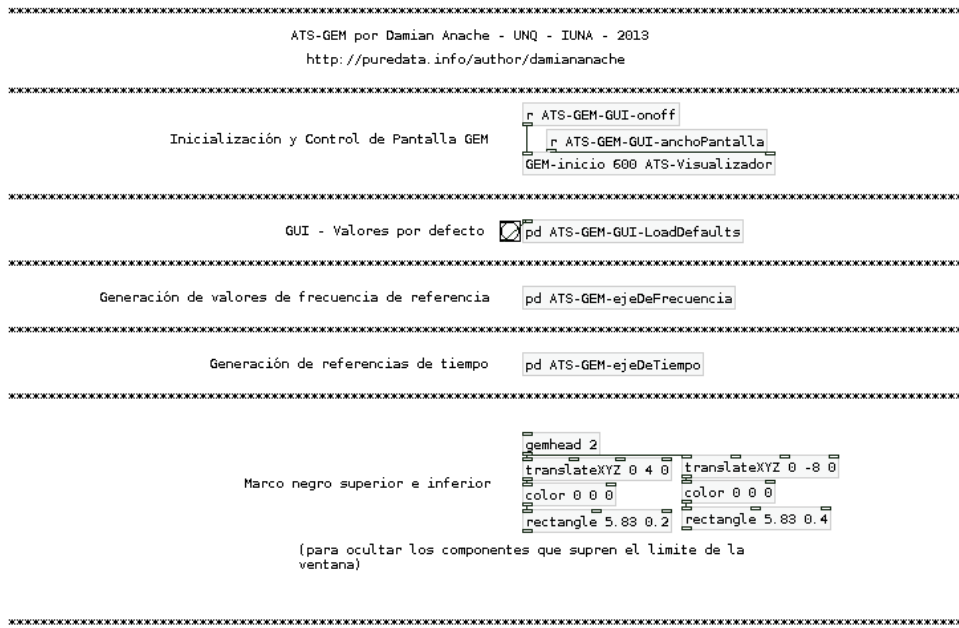 ATS-GEM por Damian Anache - UNQ - IUNA - 2013
http://puredata.info/author/damiananache
Inicialización y Control de Pantalla GEM
r ATS-GEM-GUI-onoff
r ATS-GEM-GUI-anchoPantalla
GEM-inicio 600 ATS-Visualizador
GUI - Valores por defecto
pd ATS-GEM-GUI-LoadDefaults
Generación de valores de frecuencia de referencia
pd ATS-GEM-ejeDeFrecuencia
Generación de referencias de tiempo
pd ATS-GEM-ejeDeTiempo
Marco negro superior e inferior
gemhead 2
translateXYZ 0 4 0
color 0 0 0
rectangle 5.83 0.2
translateXYZ 0 -8 0
color 0 0 0
rectangle 5.83 0.4
(para ocultar los componentes que supren el limite de la
ventana)